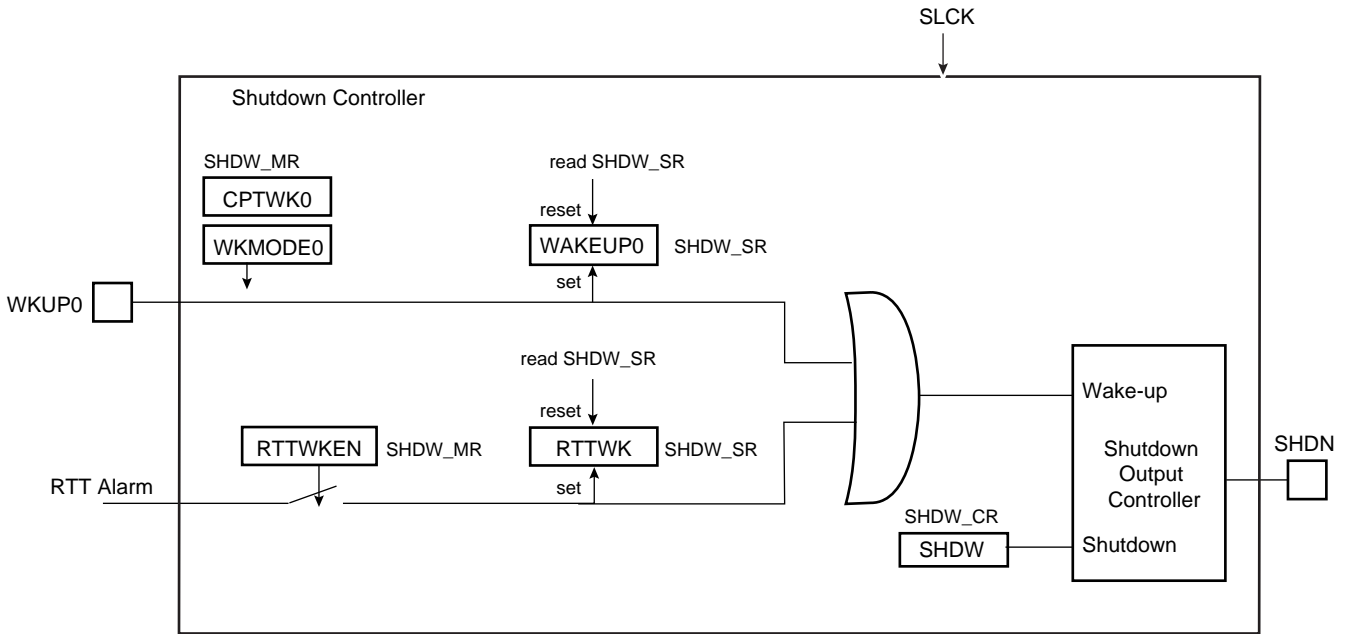 SLCK
Shutdown Controller
SHDW_MR
CPTWK0
WKMODE0
read SHDW_SR
reset
WAKEUP0
SHDW_SR
set
WKUP0
read SHDW_SR
reset
RTTWKEN
SHDW_MR
RTTWK
SHDW_SR
set
RTT Alarm
Wake-up
Shutdown
Output
Controller
SHDN
SHDW_CR
SHDW
Shutdown